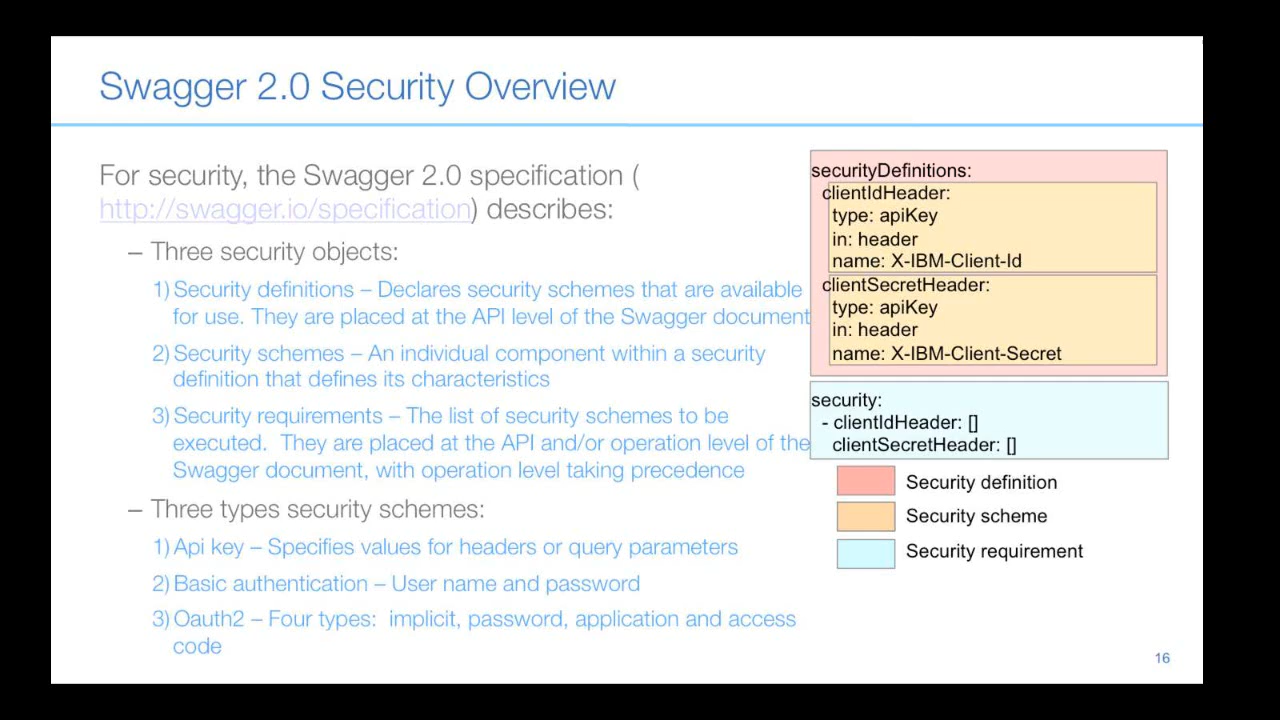 Swagger 2.0 Security Overview
For security, the Swagger 2.0 specification (
http://swagger.io/specification) describes:
– Three security objects:
1) Security definitions – Declares security schemes that are available
for use. They are placed at the API level of the Swagger document
2) Security schemes – An individual component within a security
definition that defines its characteristics
3) Security requirements – The list of security schemes to be
executed.  They are placed at the API and/or operation level of the
Swagger document, with operation level taking precedence
– Three types security schemes:
1) Api key – Specifies values for headers or query parameters
2) Basic authentication – User name and password
3) Oauth2 – Four types:  implicit, password, application and access
code
securityDefinitions:
clientIdHeader:
type: apiKey
in: header
name: X-IBM-Client-Id
clientSecretHeader:
type: apiKey
in: header
name: X-IBM-Client-Secret
security:
- clientIdHeader: []
clientSecretHeader: []
Security definition
Security scheme
Security requirement
16